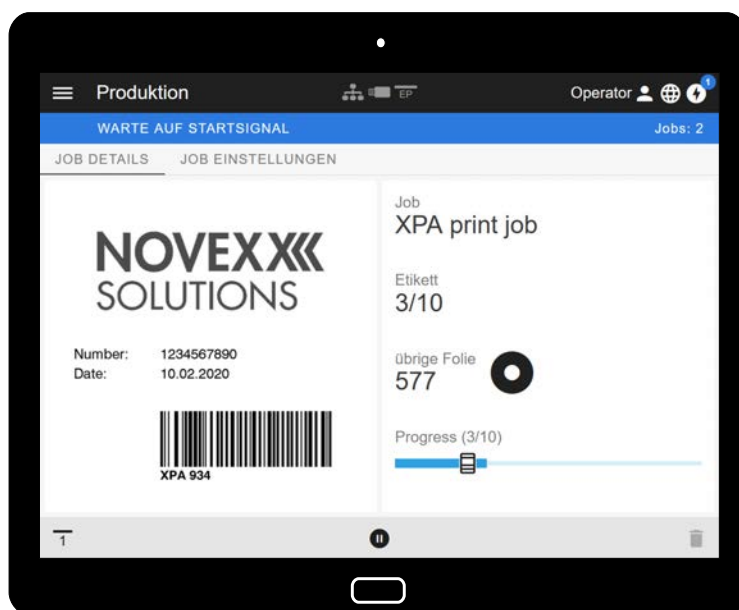 Produktion
EP
Operator
1
WARTE AUF STARTSIGNAL
Jobs: 2
JOB DETAILS
JOB EINSTELLUNGEN
NOVEXX
SOLUTIONS
Number: 1234567890
Date: 10.02.2020
XPA 934
Job
XPA print job
Etikett
3/10
übrige Folie
577
Progress (3/10)
1